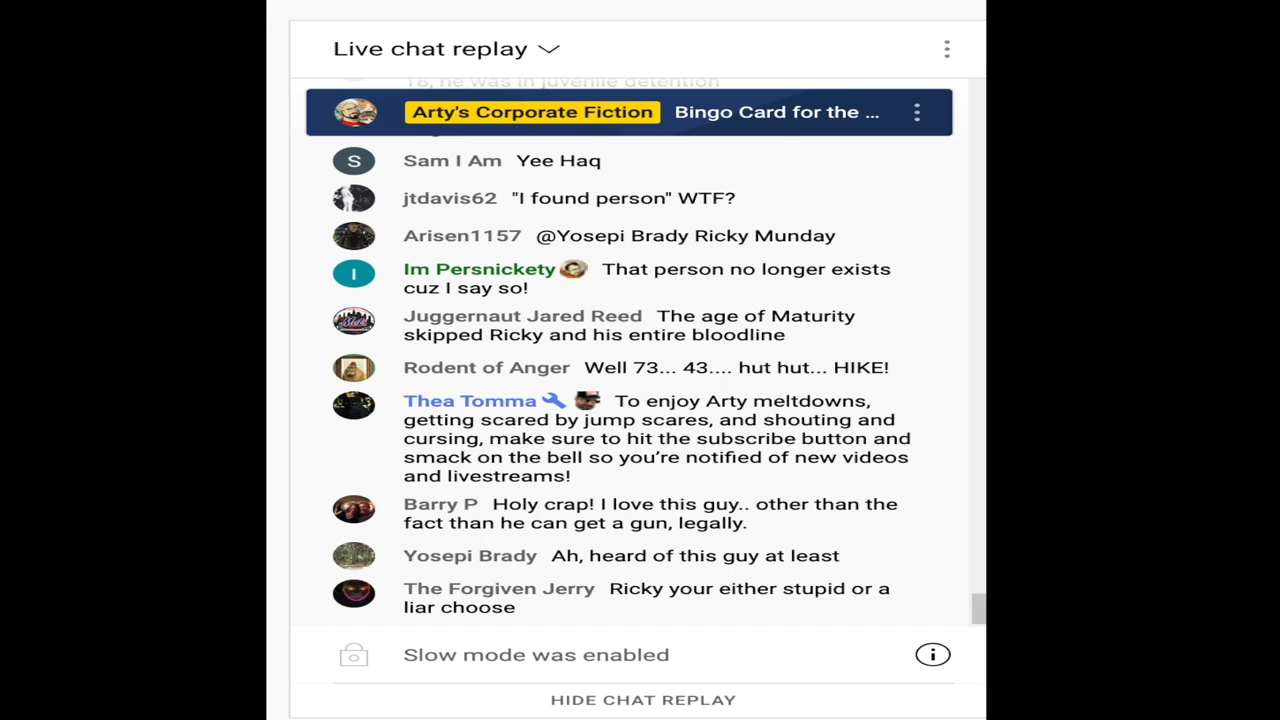 Live chat replay
18, he was in juvenile detention
Arty's Corporate Fiction Bingo Card for the ...
S Sam I Am Yee Haq
jtdavis62 "I found person" WTF?
Arisen1157 @Yosepi Brady Ricky Munday
I Im Persnickety That person no longer exists
cuz I say so!
Juggernaut Jared Reed The age of Maturity
skipped Ricky and his entire bloodline
Rodent of Anger Well 73... 43.... hut hut... HIKE!
Thea Tomma To enjoy Arty meltdowns,
getting scared by jump scares, and shouting and
cursing, make sure to hit the subscribe button and
smack on the bell so you’re notified of new videos
and livestreams!
Barry P Holy crap! I love this guy.. other than the
fact than he can get a gun, legally.
Yosepi Brady Ah, heard of this guy at least
The Forgiven Jerry Ricky your either stupid or a
liar choose
Slow mode was enabled
HIDE CHAT REPLAY